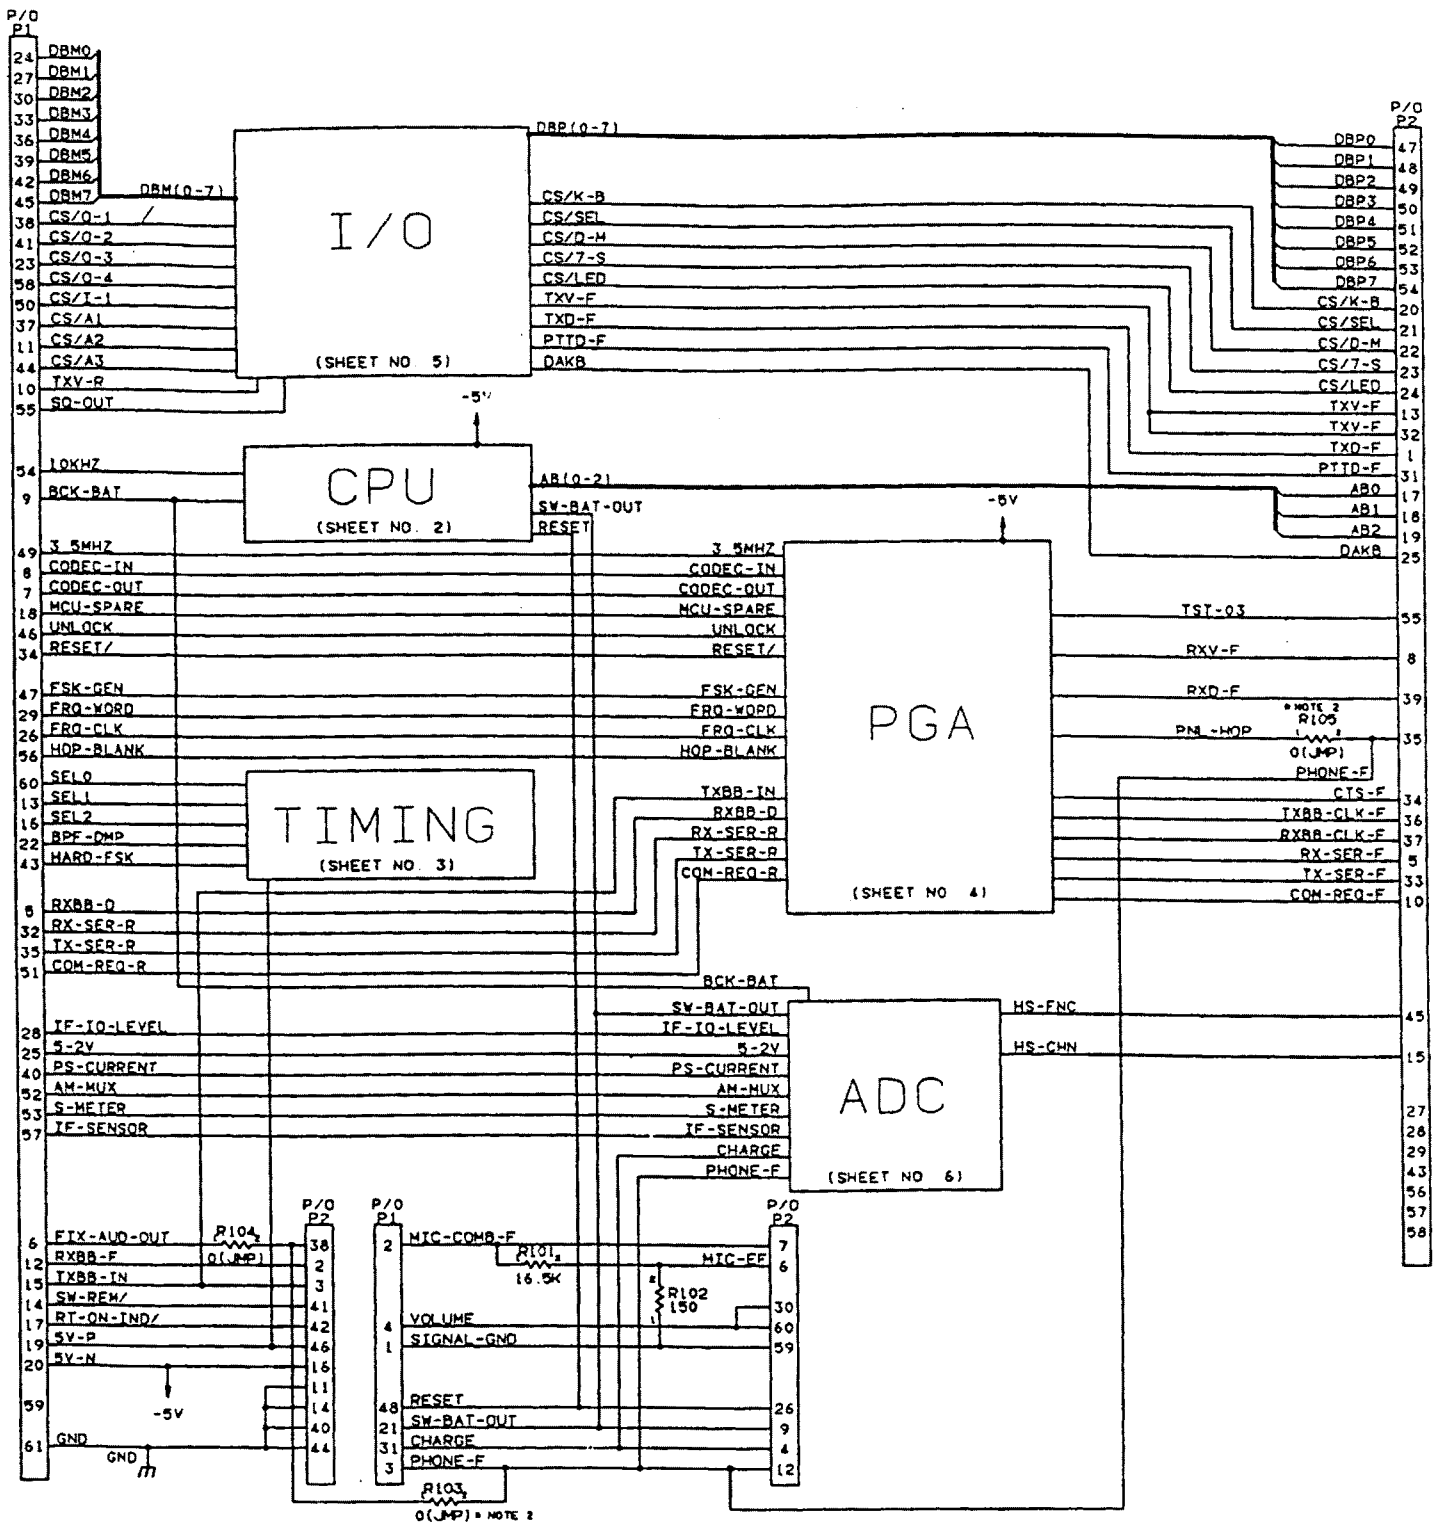 P/O
P1
24 DBM0
27 DBM1
30 DBM2
33 DBM3
36 DBM4
39 DBM5
42 DBM6
45 DBM7
DBM(0-7)
38 CS/O-1
41 CS/O-2
23 CS/O-3
58 CS/O-4
50 CS/I-1
37 CS/A1
11 CS/A2
44 CS/A3
10 TXV-R
55 SQ-OUT
I/O
(SHEET NO. 5)
DBP(0-7)
CS/K-B
CS/SEL
CS/D-M
CS/7-S
CS/LED
TXV-F
TXD-F
PTTD-F
DAKB
P/O
P2
DBP0 47
DBP1 48
DBP2 49
DBP3 50
DBP4 51
DBP5 52
DBP6 53
DBP7 54
CS/K-B 20
CS/SEL 21
CS/D-M 22
CS/7-S 23
CS/LED 24
TXV-F 13
TXV-F 32
TXD-F 1
PTTD-F 31
AB0 17
AB1 18
AB2 19
DAKB 25
-5V
54 10KHZ
9 BCK-BAT
CPU
(SHEET NO. 2)
AB(0-2)
SW-BAT-OUT
RESET
-5V
49 3.5MHZ
8 CODEC-IN
7 CODEC-OUT
18 MCU-SPARE
46 UNLOCK
34 RESET/
47 FSK-GEN
29 FRQ-WORD
26 FRQ-CLK
56 HOP-BLANK
3.5MHZ
CODEC-IN
CODEC-OUT
MCU-SPARE
UNLOCK
RESET/
FSK-GEN
FRQ-WORD
FRQ-CLK
HOP-BLANK
TXBB-IN
RXBB-D
RX-SER-R
TX-SER-R
COM-REQ-R
PGA
(SHEET NO 4)
TST-03 55
RXV-F 8
RXD-F 39
* NOTE 2
1 R105 2
PNL-HOP 35
0(JMP)
PHONE-F
CTS-F 34
TXBB-CLK-F 36
RXBB-CLK-F 37
RX-SER-F 5
TX-SER-F 33
COM-REQ-F 10
60 SEL0
13 SEL1
16 SEL2
22 BPF-DMP
43 HARD-FSK
TIMING
(SHEET NO. 3)
5 RXBB-D
32 RX-SER-R
35 TX-SER-R
51 COM-REQ-R
BCK-BAT
28 IF-IO-LEVEL
25 5-2V
40 PS-CURRENT
52 AM-MUX
53 S-METER
57 IF-SENSOR
SW-BAT-OUT
IF-IO-LEVEL
5-2V
PS-CURRENT
AM-MUX
S-METER
IF-SENSOR
CHARGE
PHONE-F
ADC
(SHEET NO 6)
HS-FNC 45
HS-CHN 15
27
28
29
43
56
57
58
P/O
P2
P/O
P1
P/O
P2
6 FIX-AUD-OUT 1 R104 2 38
0(JMP)
12 RXBB-F 2
15 TXBB-IN 3
14 SW-REM/ 41
17 RT-ON-IND/ 42
19 5V-P 46
20 5V-N 16
-5V
11
59 14
40
61 GND 44
GND
2 MIC-COMB-F 7
1 R101 2
16.5K
MIC-EF 6
2 R102
150
1
30
4 VOLUME 60
1 SIGNAL-GND 59
48 RESET 26
21 SW-BAT-OUT 9
31 CHARGE 4
3 PHONE-F 12
1 R103 2
0(JMP) * NOTE 2